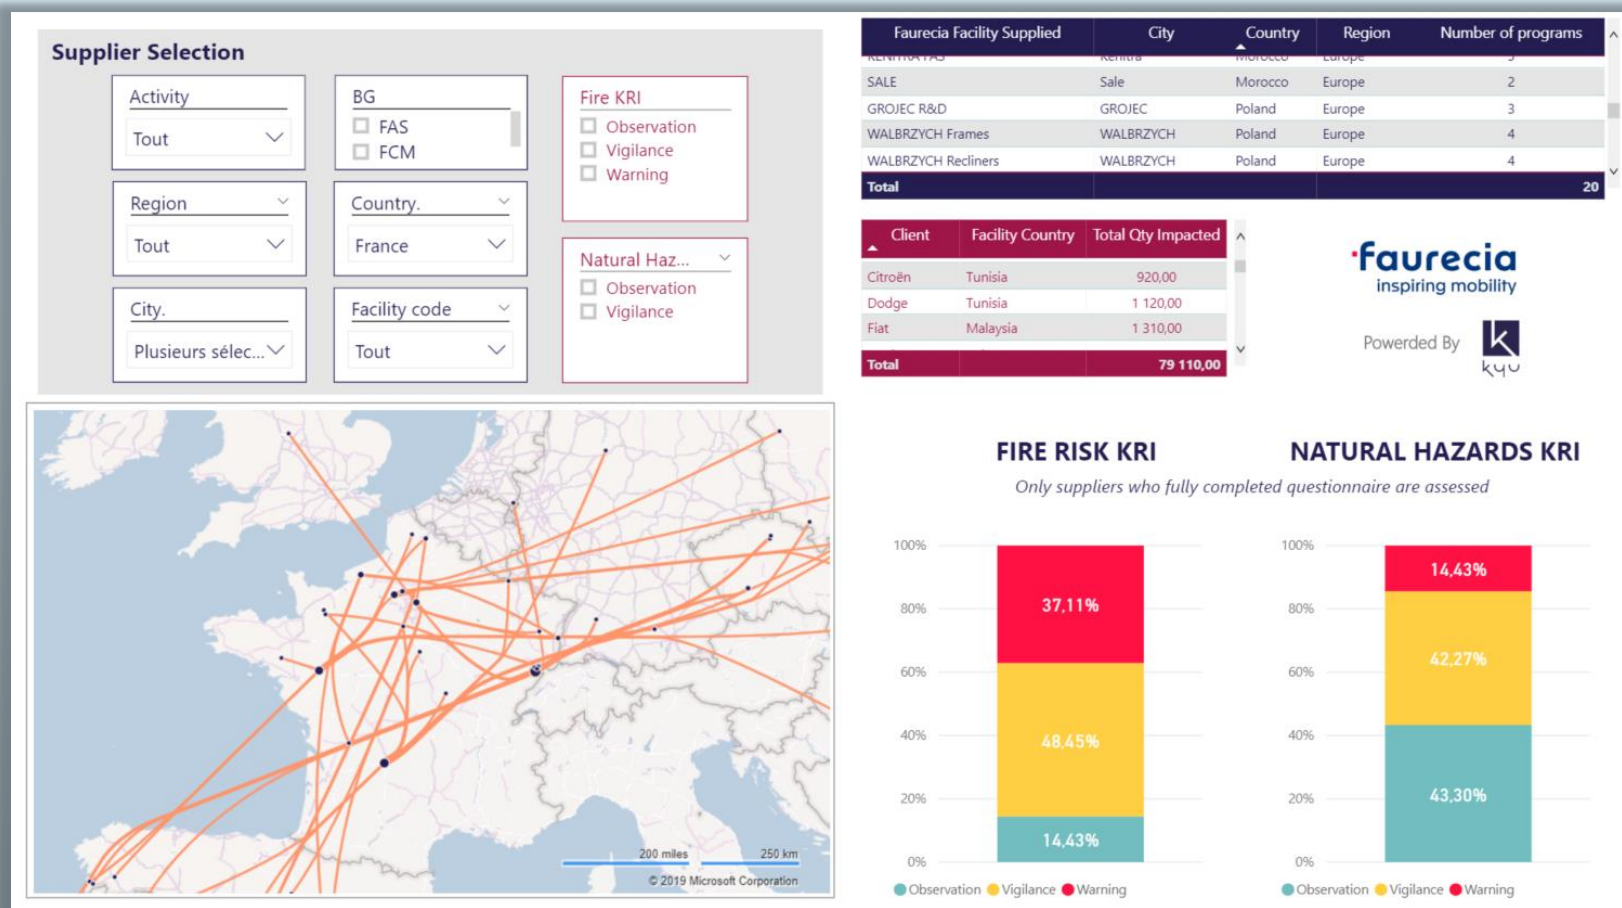 Supplier Selection
Activity
Tout
BG
FAS
FCM
Fire KRI
Observation
Vigilance
Warning
Region
Tout
Country.
France
Natural Haz...
Observation
Vigilance
City.
Plusieurs sélec...
Facility code
Tout
Faurecia Facility Supplied City Country Region Number of programs
SALE Sale Morocco Europe 2
GROJEC R&D GROJEC Poland Europe 3
WALBRZYCH Frames WALBRZYCH Poland Europe 4
WALBRZYCH Recliners WALBRZYCH Poland Europe 4
Total 20
Client Facility Country Total Qty Impacted
Citroën Tunisia 920,00
Dodge Tunisia 1 120,00
Fiat Malaysia 1 310,00
Total 79 110,00
faurecia
inspiring mobility
Powerded By
kyu
200 miles 250 km
© 2019 Microsoft Corporation
FIRE RISK KRI NATURAL HAZARDS KRI
Only suppliers who fully completed questionnaire are assessed
100%
80%
60%
40%
20%
0%
37,11%
48,45%
14,43%
Observation Vigilance Warning
100%
80%
60%
40%
20%
0%
14,43%
42,27%
43,30%
Observation Vigilance Warning